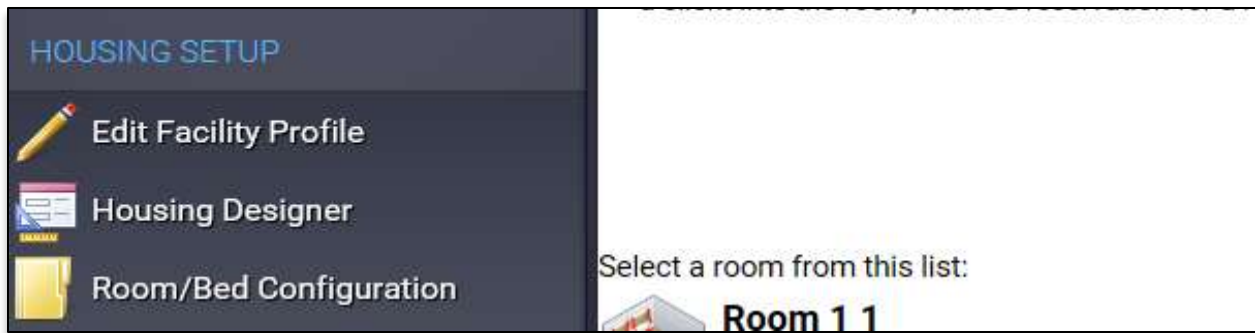 HOUSING SETUP
Edit Facility Profile
Housing Designer
Room/Bed Configuration
Select a room from this list:
Room 1 1